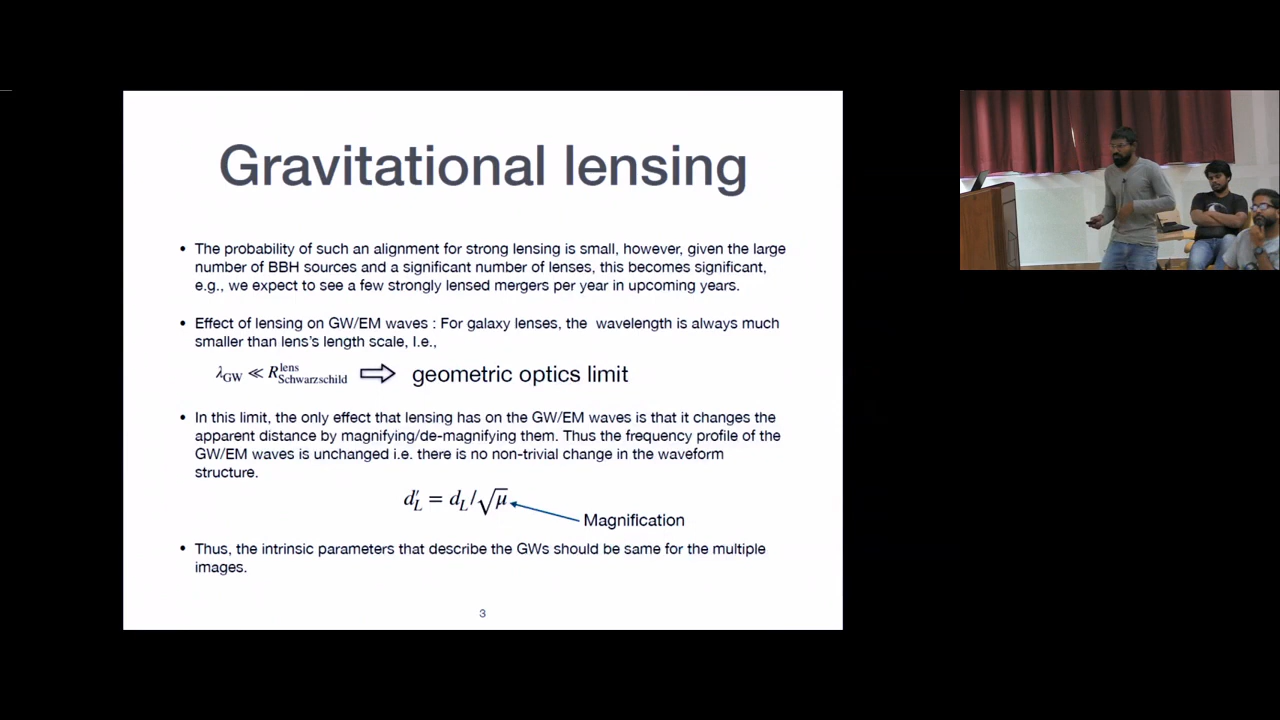 Gravitational lensing
• The probability of such an alignment for strong lensing is small, however, given the large
number of BBH sources and a significant number of lenses, this becomes significant,
e.g., we expect to see a few strongly lensed mergers per year in upcoming years.
• Effect of lensing on GW/EM waves : For galaxy lenses, the wavelength is always much
smaller than lens's length scale, I.e.,
λ_GW ≪ R^lens_Schwarzschild ⇒ geometric optics limit
• In this limit, the only effect that lensing has on the GW/EM waves is that it changes the
apparent distance by magnifying/de-magnifying them. Thus the frequency profile of the
GW/EM waves is unchanged i.e. there is no non-trivial change in the waveform
structure.
d′_L = d_L/√μ
Magnification
• Thus, the intrinsic parameters that describe the GWs should be same for the multiple
images.
3